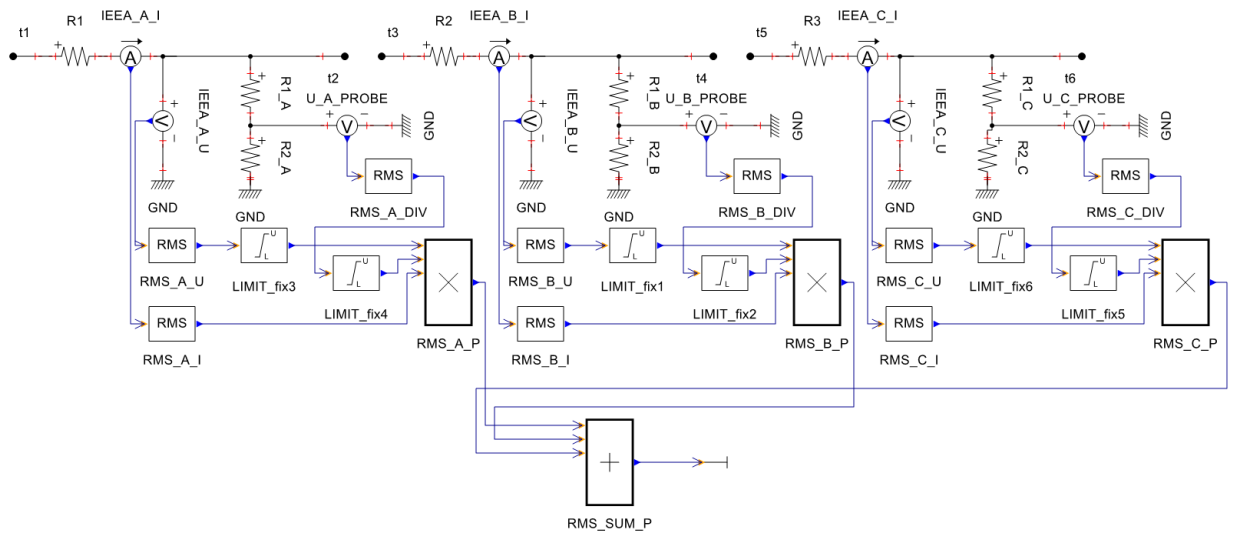 t1
R1
IEEA_A_I
t3
R2
IEEA_B_I
t5
R3
IEEA_C_I
+
A
+
A
+
A
+
V
−
IEEA_A_U
+
R1_A
+
R2_A
t2
U_A_PROBE
+
V
−
GND
+
V
−
IEEA_B_U
+
R1_B
+
R2_B
t4
U_B_PROBE
+
V
−
GND
+
V
−
IEEA_C_U
+
R1_C
+
R2_C
t6
U_C_PROBE
+
V
−
GND
RMS
RMS_A_DIV
RMS
RMS_B_DIV
RMS
RMS_C_DIV
GND
GND
GND
GND
GND
GND
RMS
RMS_A_U
U
L
LIMIT_fix3
U
L
LIMIT_fix4
RMS
RMS_A_I
RMS_A_P
RMS
RMS_B_U
U
L
LIMIT_fix1
U
L
LIMIT_fix2
RMS
RMS_B_I
RMS_B_P
RMS
RMS_C_U
U
L
LIMIT_fix6
U
L
LIMIT_fix5
RMS
RMS_C_I
RMS_C_P
+
RMS_SUM_P